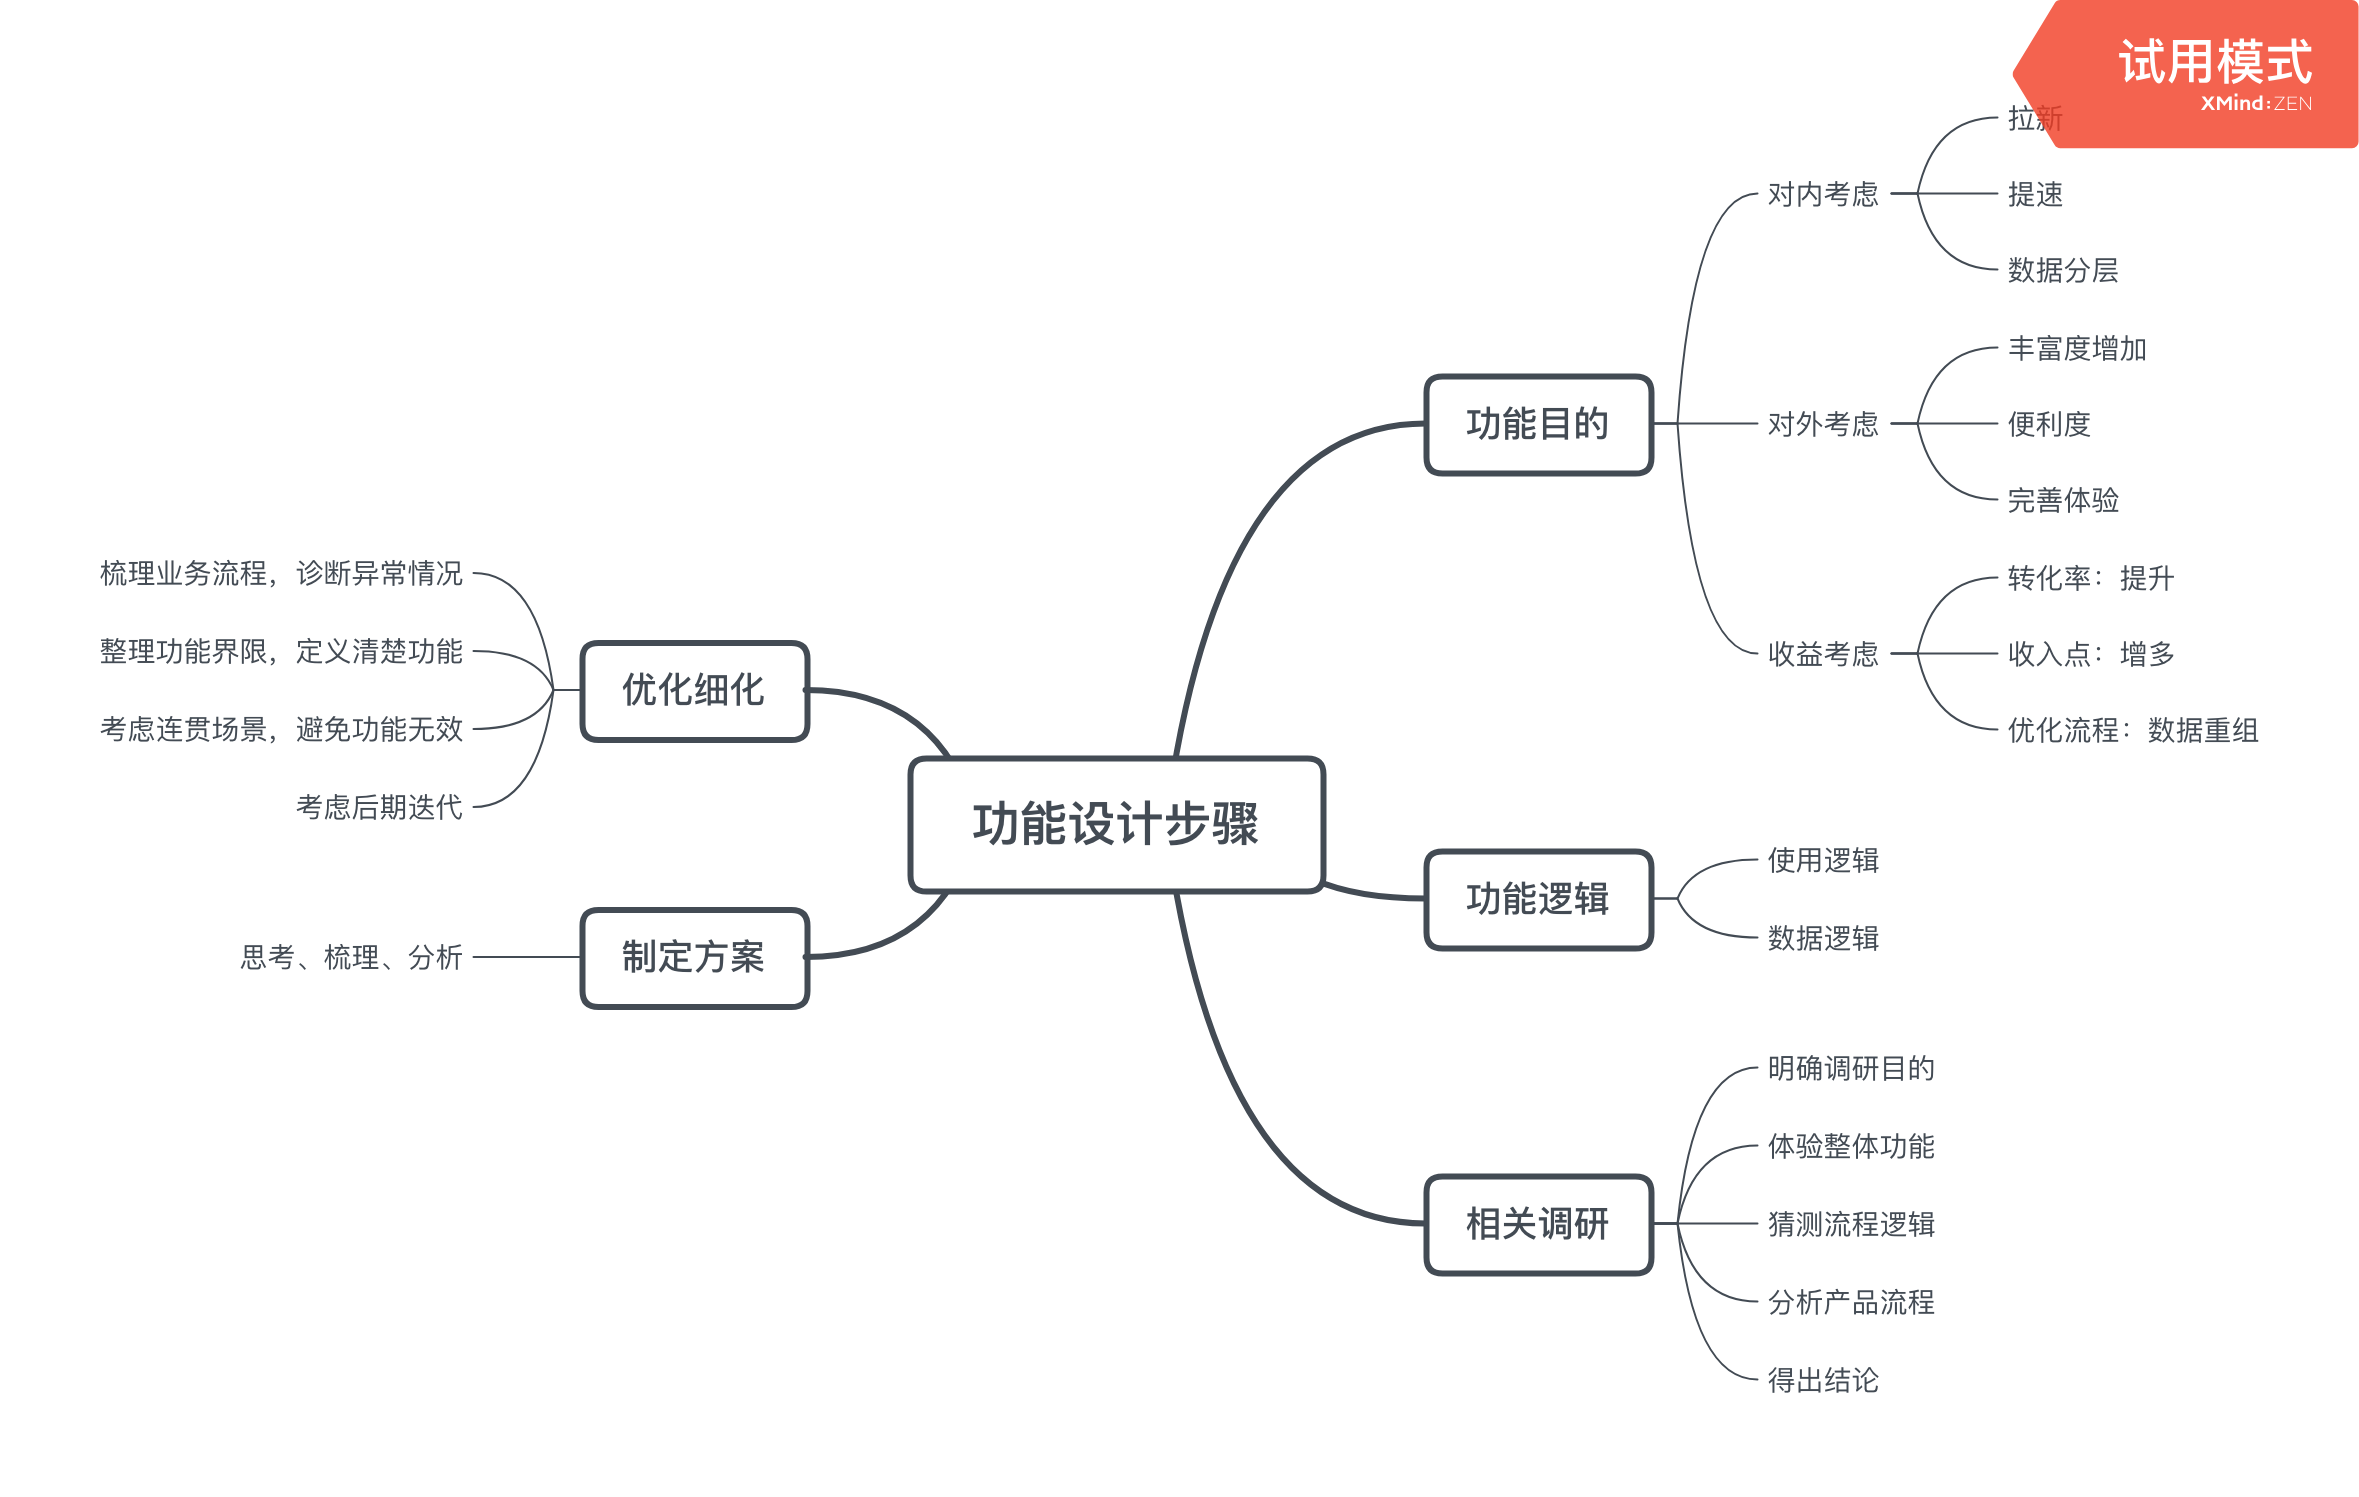 试用模式
XMind:ZEN
功能设计步骤
功能目的
对内考虑
拉新
提速
数据分层
对外考虑
丰富度增加
便利度
完善体验
收益考虑
转化率：提升
收入点：增多
优化流程：数据重组
功能逻辑
使用逻辑
数据逻辑
相关调研
明确调研目的
体验整体功能
猜测流程逻辑
分析产品流程
得出结论
制定方案
思考、梳理、分析
优化细化
梳理业务流程，诊断异常情况
整理功能界限，定义清楚功能
考虑连贯场景，避免功能无效
考虑后期迭代